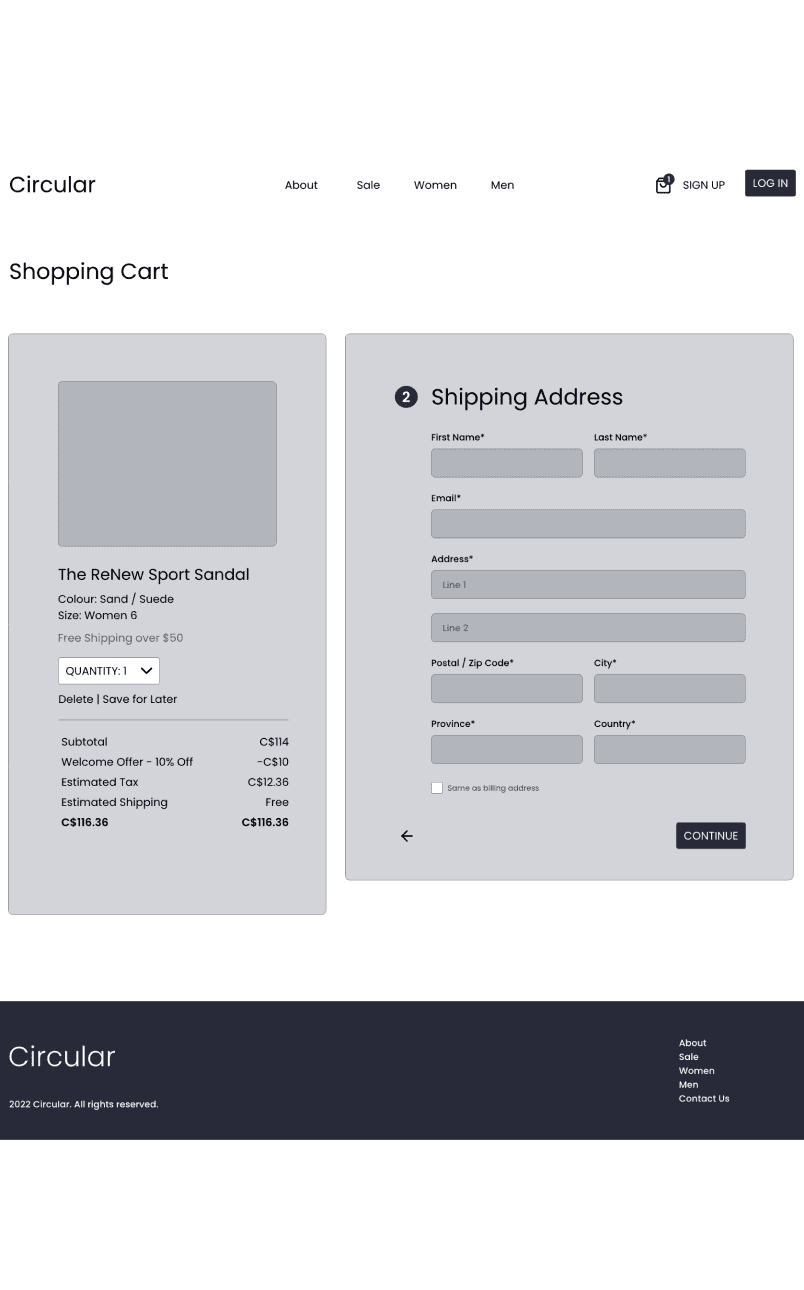 Circular
About Sale Women Men
1 SIGN UP LOG IN
Shopping Cart
The ReNew Sport Sandal
Colour: Sand / Suede
Size: Women 6
Free Shipping over $50
QUANTITY: 1
Delete | Save for Later
Subtotal C$114
Welcome Offer - 10% Off -C$10
Estimated Tax C$12.36
Estimated Shipping Free
C$116.36 C$116.36
2 Shipping Address
First Name* Last Name*
Email*
Address*
Line 1
Line 2
Postal / Zip Code* City*
Province* Country*
Same as billing address
CONTINUE
Circular
2022 Circular. All rights reserved.
About
Sale
Women
Men
Contact Us